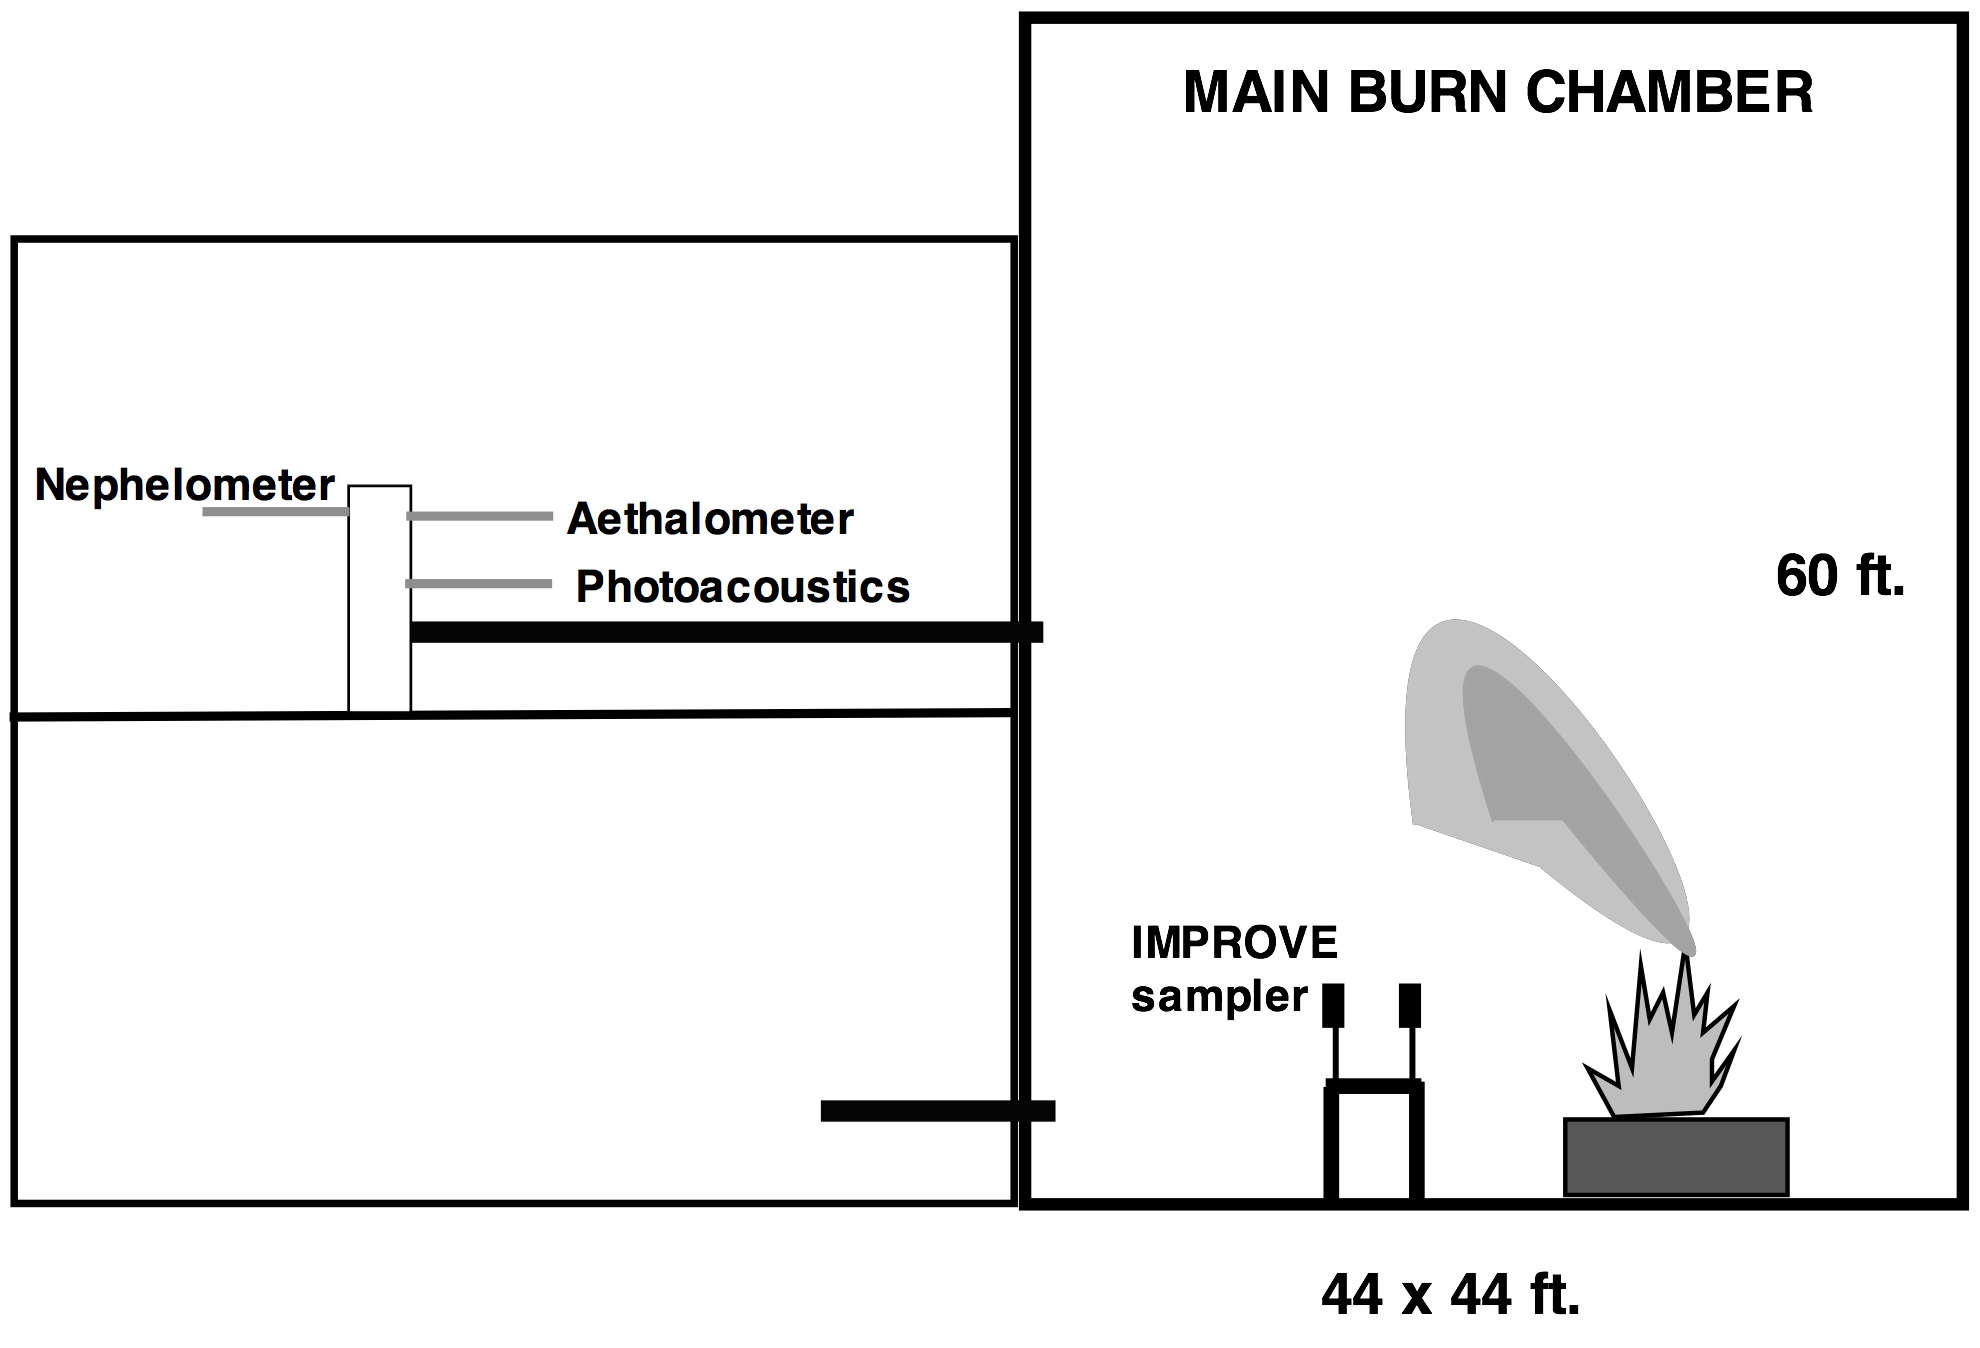 MAIN BURN CHAMBER
Nephelometer
Aethalometer
Photoacoustics
60 ft.
IMPROVE
sampler
44 x 44 ft.